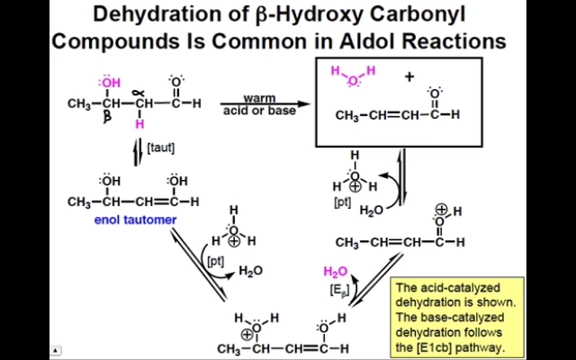 Dehydration of β-Hydroxy Carbonyl
Compounds Is Common in Aldol Reactions
:ÖH
α
:O:
CH₃—CH—CH—C—H
β
H
warm
acid or base
H
H
:O:
+
:O:
CH₃—CH=CH—C—H
[taut]
:ÖH
:ÖH
CH₃—CH—CH=C—H
enol tautomer
H
H—O—H
⊕
[pt]
H₂O
H
H—O—H
⊕
[pt]
H₂O
⊕
:O—H
CH₃—CH=CH—C—H
H₂O
[Eβ]
H
H
⊕
:O
H
:O:
CH₃—CH—CH=C—H
The acid-catalyzed
dehydration is shown.
The base-catalyzed
dehydration follows
the [E1cb] pathway.